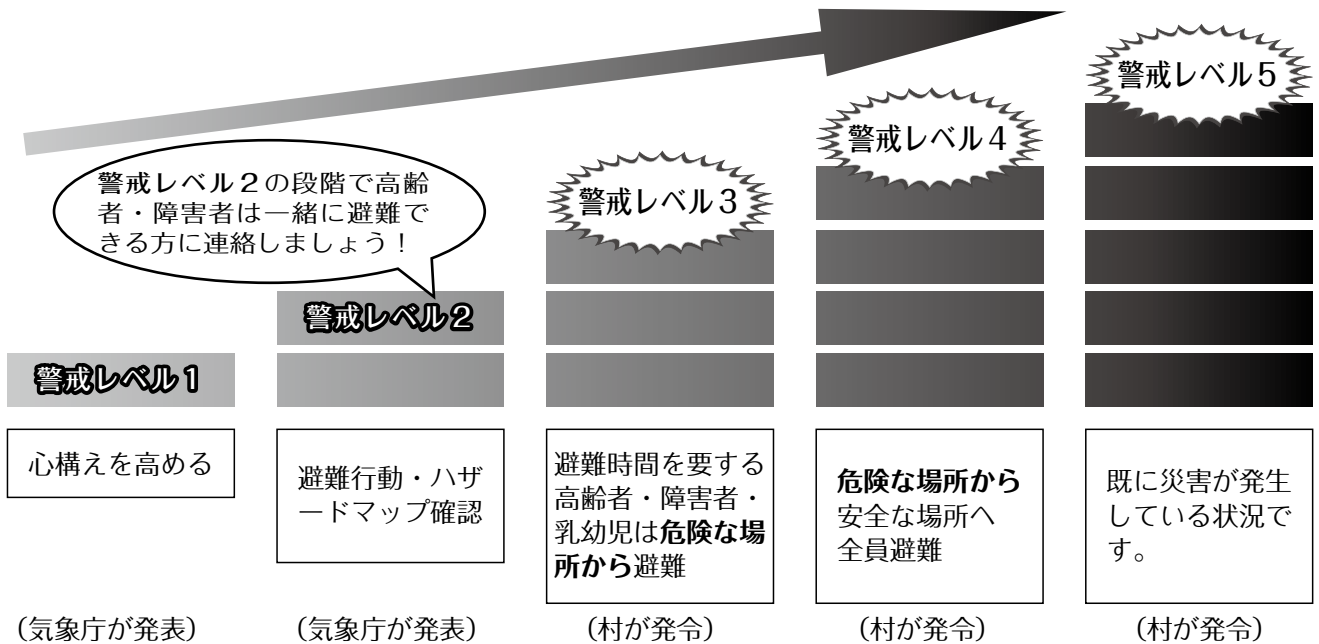 警戒レベル5
警戒レベル4
警戒レベル2の段階で高齢
者・障害者は一緒に避難で
きる方に連絡しましょう!
警戒レベル3
警戒レベル2
警戒レベル1
心構えを高める
避難行動・ハザ
ードマップ確認
避難時間を要する
高齢者・障害者・
乳幼児は危険な場
所から避難
危険な場所から
安全な場所へ
全員避難
既に災害が発生
している状況で
す。
(気象庁が発表)
(気象庁が発表)
(村が発令)
(村が発令)
(村が発令)